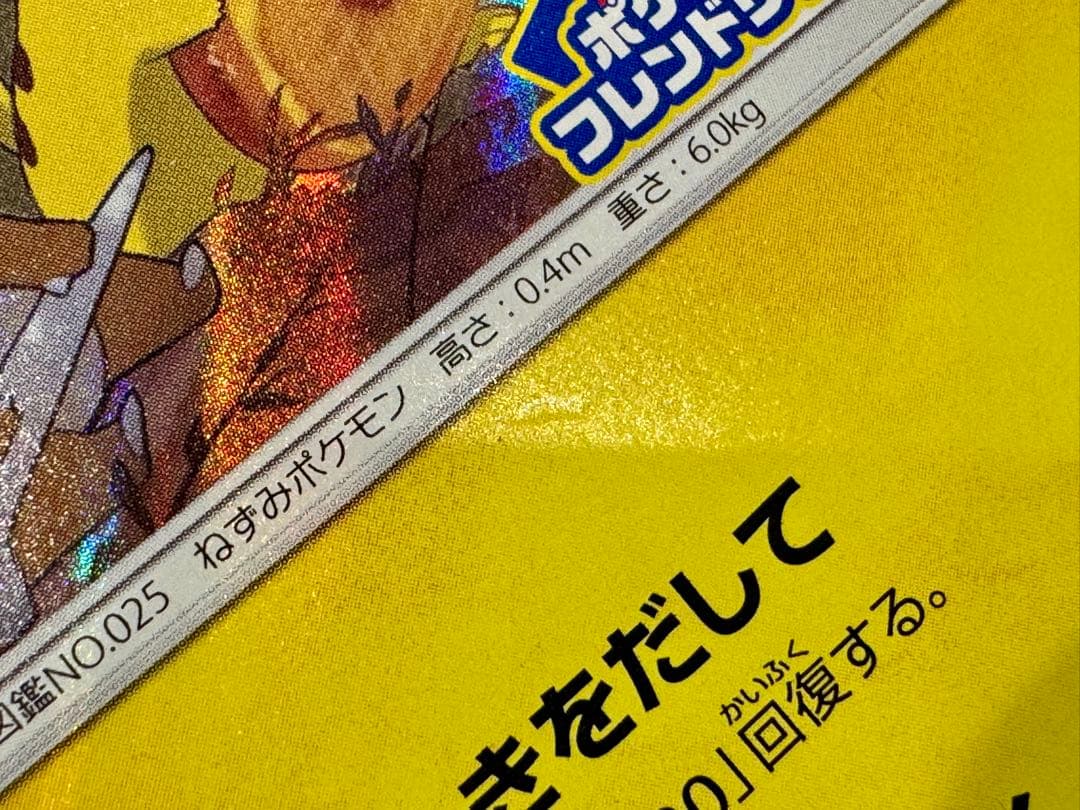 ポケ
フレンドリ
図鑑NO.025 ねずみポケモン 高さ:0.4m 重さ:6.0kg
きをだして
かいふく
0」回復する。